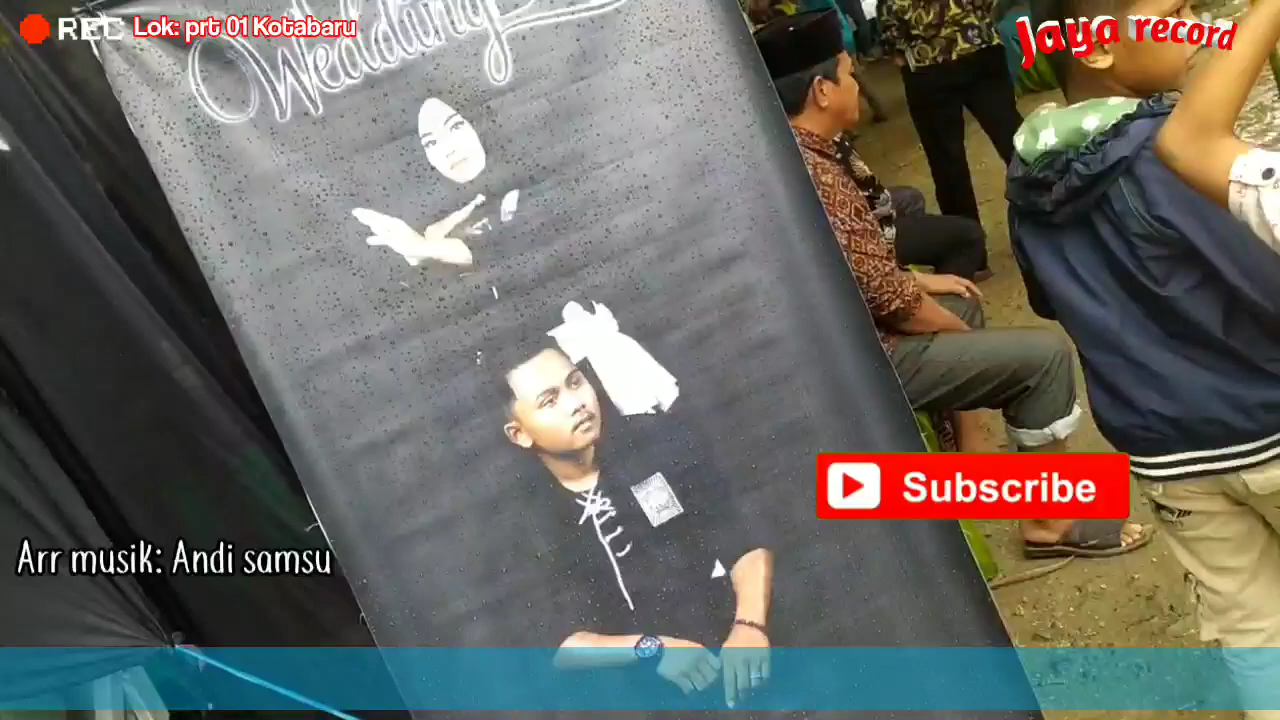 REC
Lok: prt 01 Kotabaru
Jaya record
Wedding
Subscribe
Arr musik: Andi samsu